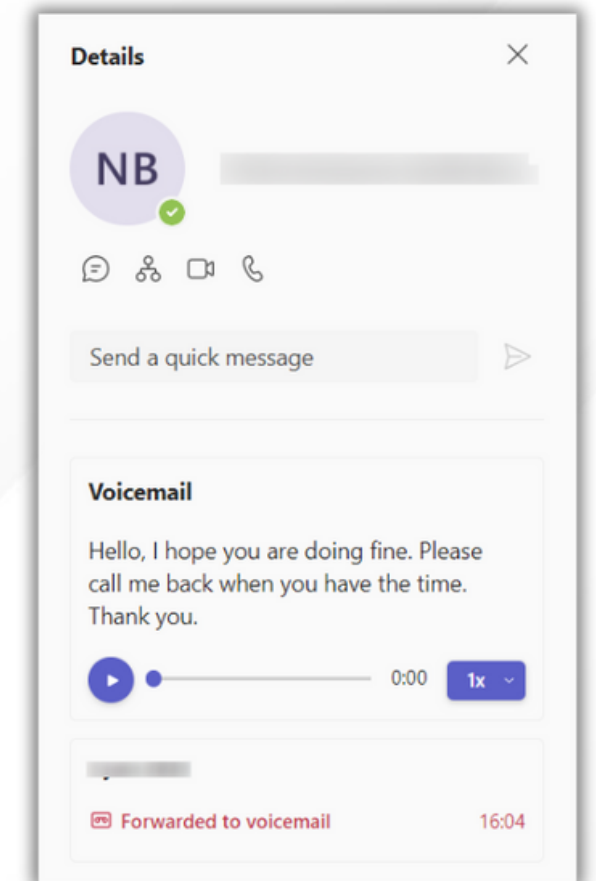 Details
NB
Send a quick message
Voicemail
Hello, I hope you are doing fine. Please
call me back when you have the time.
Thank you.
0:00 1x
Forwarded to voicemail 16:04